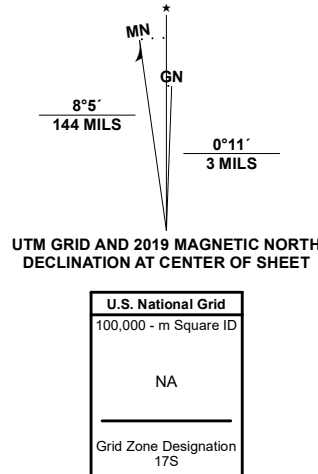 ★
MN
GN
8°5´
144 MILS
0°11´
3 MILS
UTM GRID AND 2019 MAGNETIC NORTH
DECLINATION AT CENTER OF SHEET
U.S. National Grid
100,000 - m Square ID
NA
Grid Zone Designation
17S